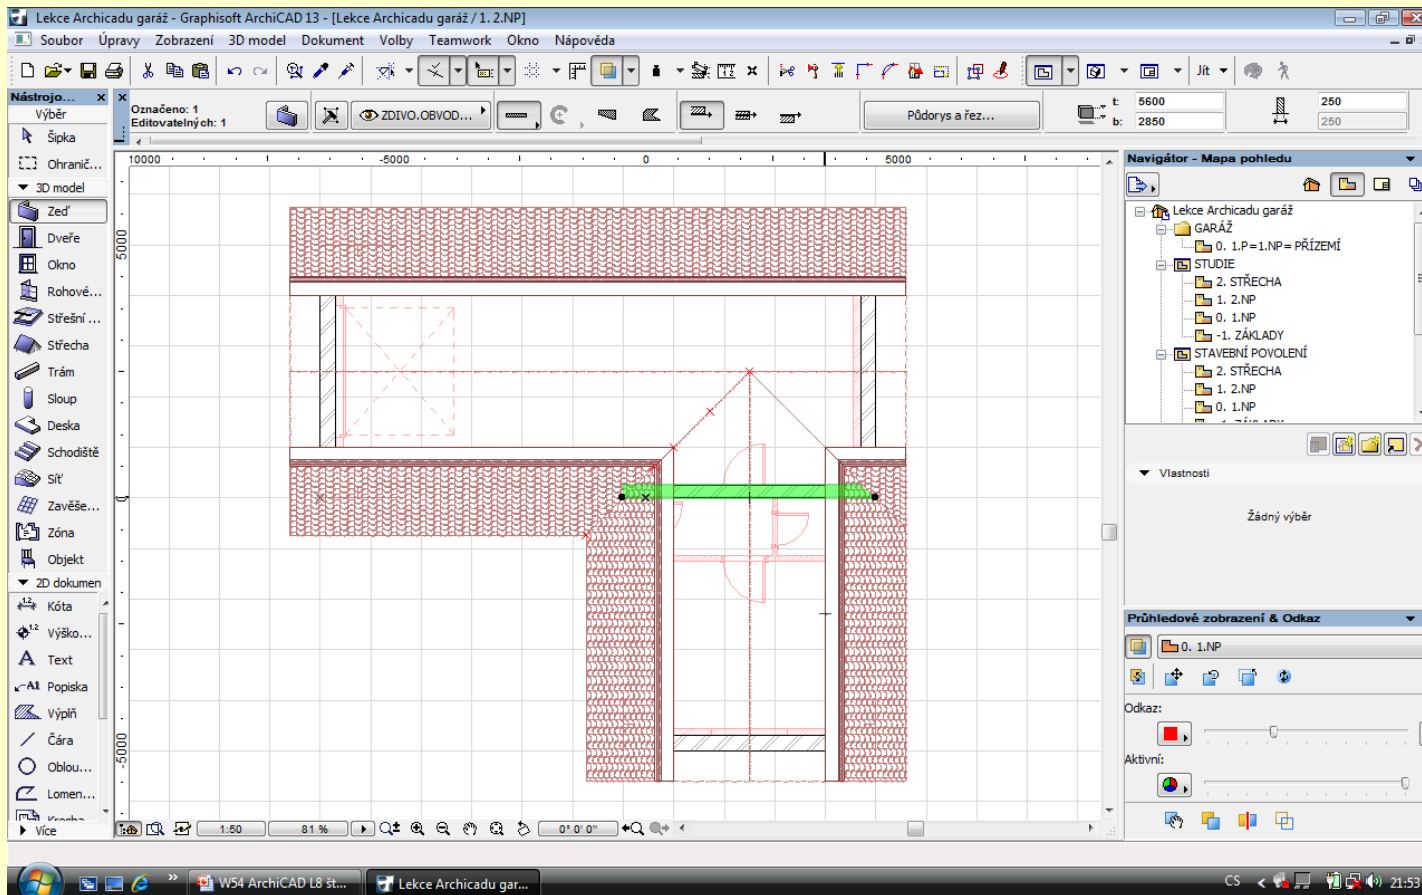 Lekce Archicadu garáž - Graphisoft ArchiCAD 13 - [Lekce Archicadu garáž / 1. 2.NP]
Soubor Úpravy Zobrazení 3D model Dokument Volby Teamwork Okno Nápověda
Jít
Nástrojo...
Výběr
Šipka
Ohranič...
3D model
Zeď
Dveře
Okno
Rohové...
Střešní ...
Střecha
Trám
Sloup
Deska
Schodiště
Síť
Zavěše...
Zóna
Objekt
2D dokumen
Kóta
Výško...
Text
Popiska
Výplň
Čára
Oblou...
Lomen...
Více
Označeno: 1
Editovatelných: 1
ZDIVO.OBVOD...
Půdorys a řez...
t: 5600
b: 2850
250
250
10000 -5000 0 5000
5000
0
-5000
1:50 81 % 0° 0' 0"
Navigátor - Mapa pohledu
Lekce Archicadu garáž
GARÁŽ
0. 1.P=1.NP= PŘÍZEMÍ
STUDIE
2. STŘECHA
1. 2.NP
0. 1.NP
-1. ZÁKLADY
STAVEBNÍ POVOLENÍ
2. STŘECHA
1. 2.NP
0. 1.NP
Vlastnosti
Žádný výběr
Průhledové zobrazení & Odkaz
0. 1.NP
Odkaz:
Aktivní:
W54 ArchiCAD L8 št... Lekce Archicadu gar... CS 21:53